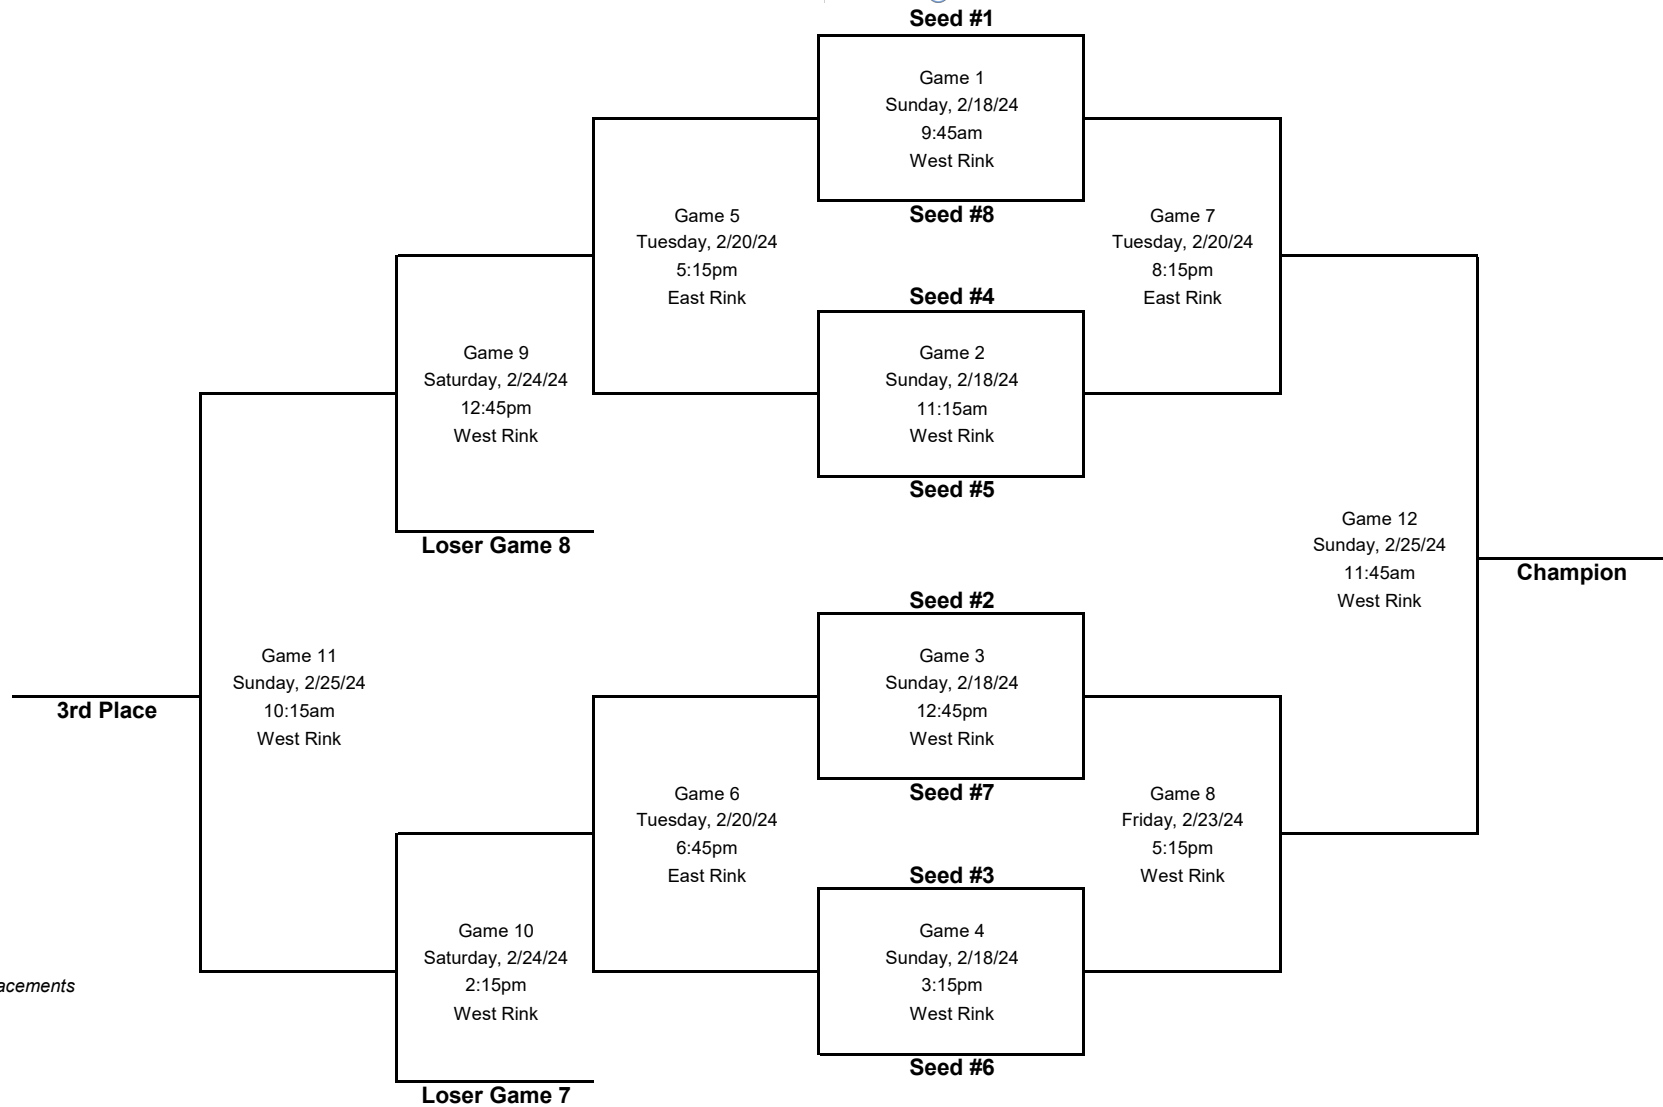 Seed #1
Game 1
Sunday, 2/18/24
9:45am
West Rink
Seed #8
Game 5
Tuesday, 2/20/24
5:15pm
East Rink
Game 7
Tuesday, 2/20/24
8:15pm
East Rink
Seed #4
Game 2
Sunday, 2/18/24
11:15am
West Rink
Seed #5
Game 9
Saturday, 2/24/24
12:45pm
West Rink
Loser Game 8
Game 12
Sunday, 2/25/24
11:45am
West Rink
Champion
Seed #2
Game 3
Sunday, 2/18/24
12:45pm
West Rink
Seed #7
Game 11
Sunday, 2/25/24
10:15am
West Rink
3rd Place
Game 6
Tuesday, 2/20/24
6:45pm
East Rink
Game 8
Friday, 2/23/24
5:15pm
West Rink
Seed #3
Game 4
Sunday, 2/18/24
3:15pm
West Rink
Seed #6
Game 10
Saturday, 2/24/24
2:15pm
West Rink
Loser Game 7
acements